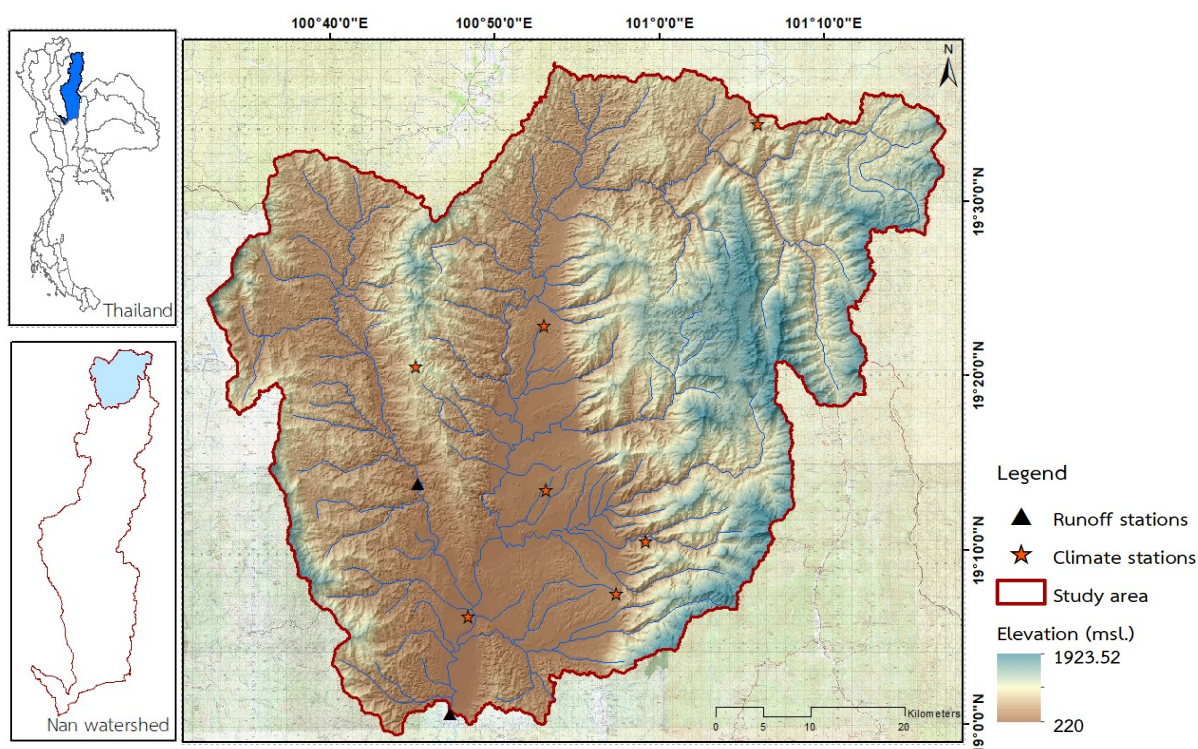 100°40'0"E
100°50'0"E
101°00'0"E
101°10'0"E
N
Thailand
19°30'0"N
19°20'0"N
19°10'0"N
19°0'0"N
Nan watershed
Legend
Runoff stations
Climate stations
Study area
Elevation (msl.)
1923.52
220
Kilometers
0 5 10 20